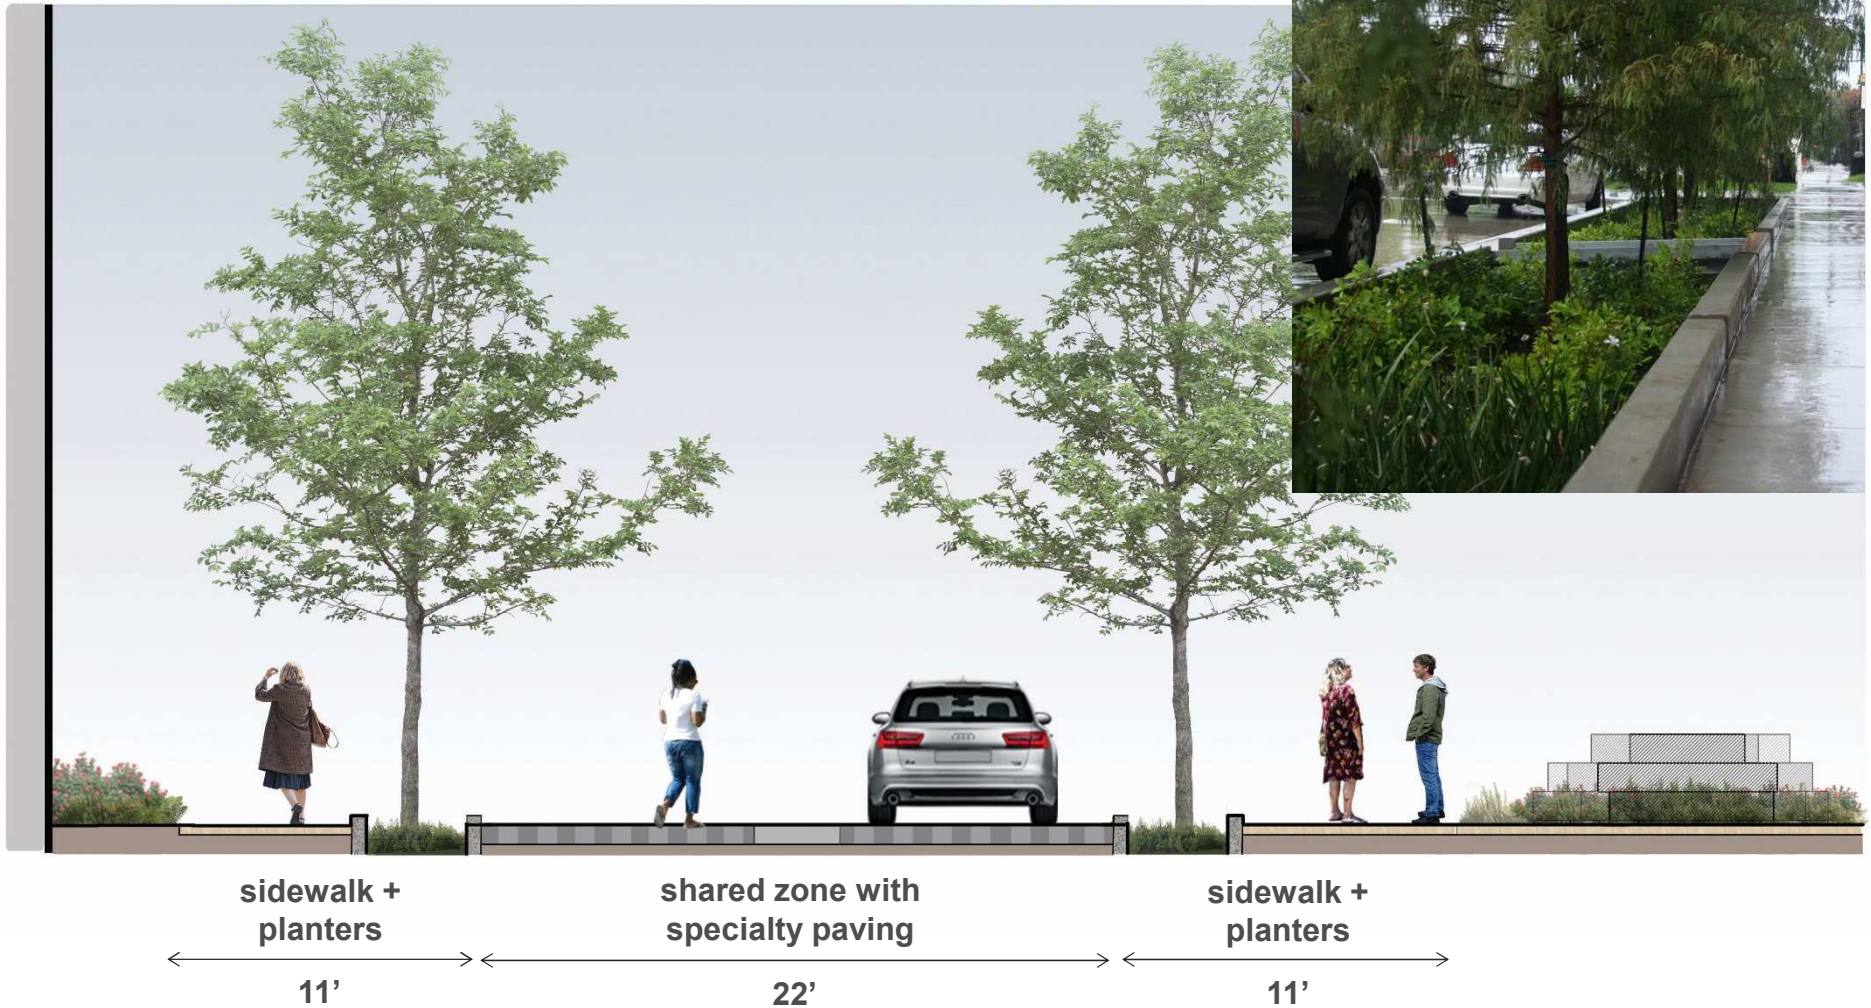 sidewalk +
planters
11’
shared zone with
specialty paving
22’
sidewalk +
planters
11’